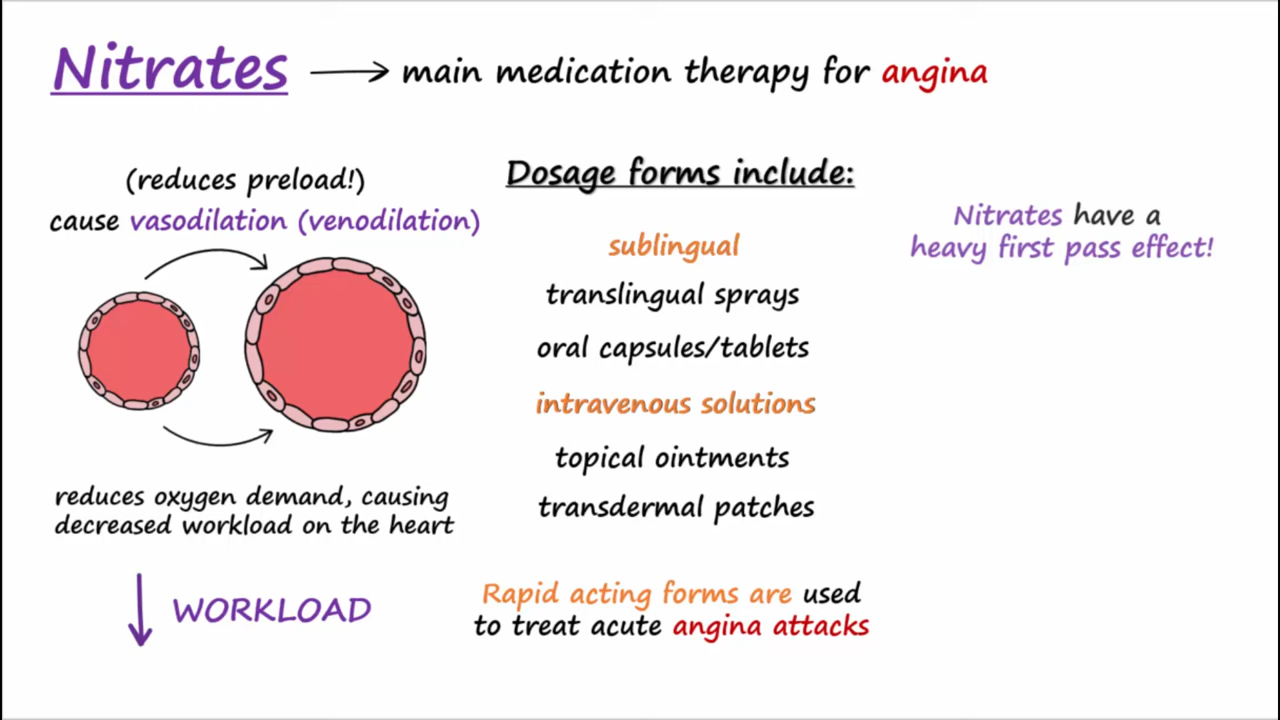 Nitrates → main medication therapy for angina
(reduces preload!)
cause vasodilation (venodilation)
reduces oxygen demand, causing
decreased workload on the heart
↓ WORKLOAD
Dosage forms include:
sublingual
translingual sprays
oral capsules/tablets
intravenous solutions
topical ointments
transdermal patches
Rapid acting forms are used
to treat acute angina attacks
Nitrates have a
heavy first pass effect!